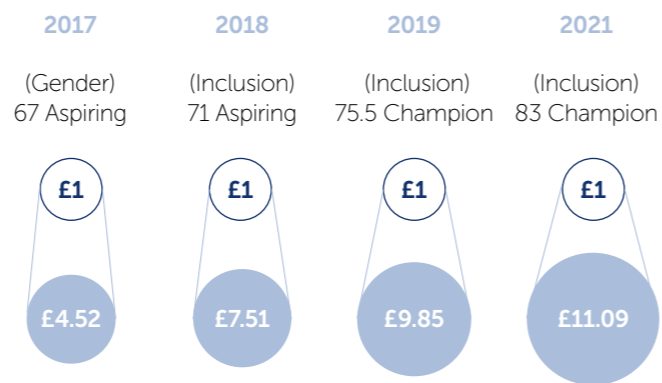 2017 2018 2019 2021
(Gender) (Inclusion) (Inclusion) (Inclusion)
67 Aspiring 71 Aspiring 75.5 Champion 83 Champion
£1 £1 £1 £1
£4.52 £7.51 £9.85 £11.09